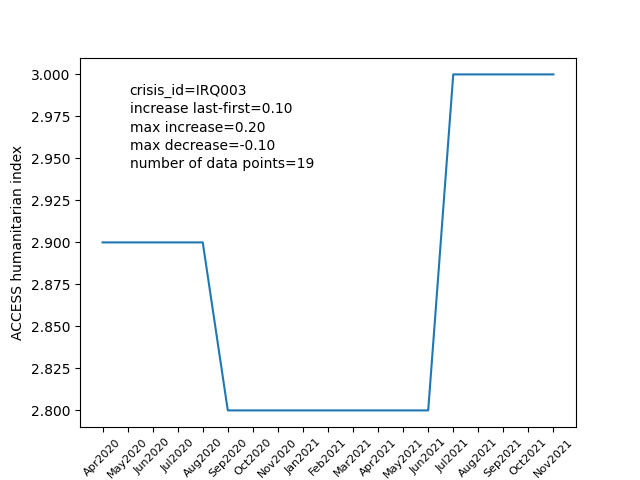 crisis_id=IRQ003
increase last-first=0.10
max increase=0.20
max decrease=-0.10
number of data points=19
ACCESS humanitarian index
3.000
2.975
2.950
2.925
2.900
2.875
2.850
2.825
2.800
Apr2020
May2020
Jun2020
Jul2020
Aug2020
Sep2020
Oct2020
Nov2020
Jan2021
Feb2021
Mar2021
Apr2021
May2021
Jun2021
Jul2021
Aug2021
Sep2021
Oct2021
Nov2021